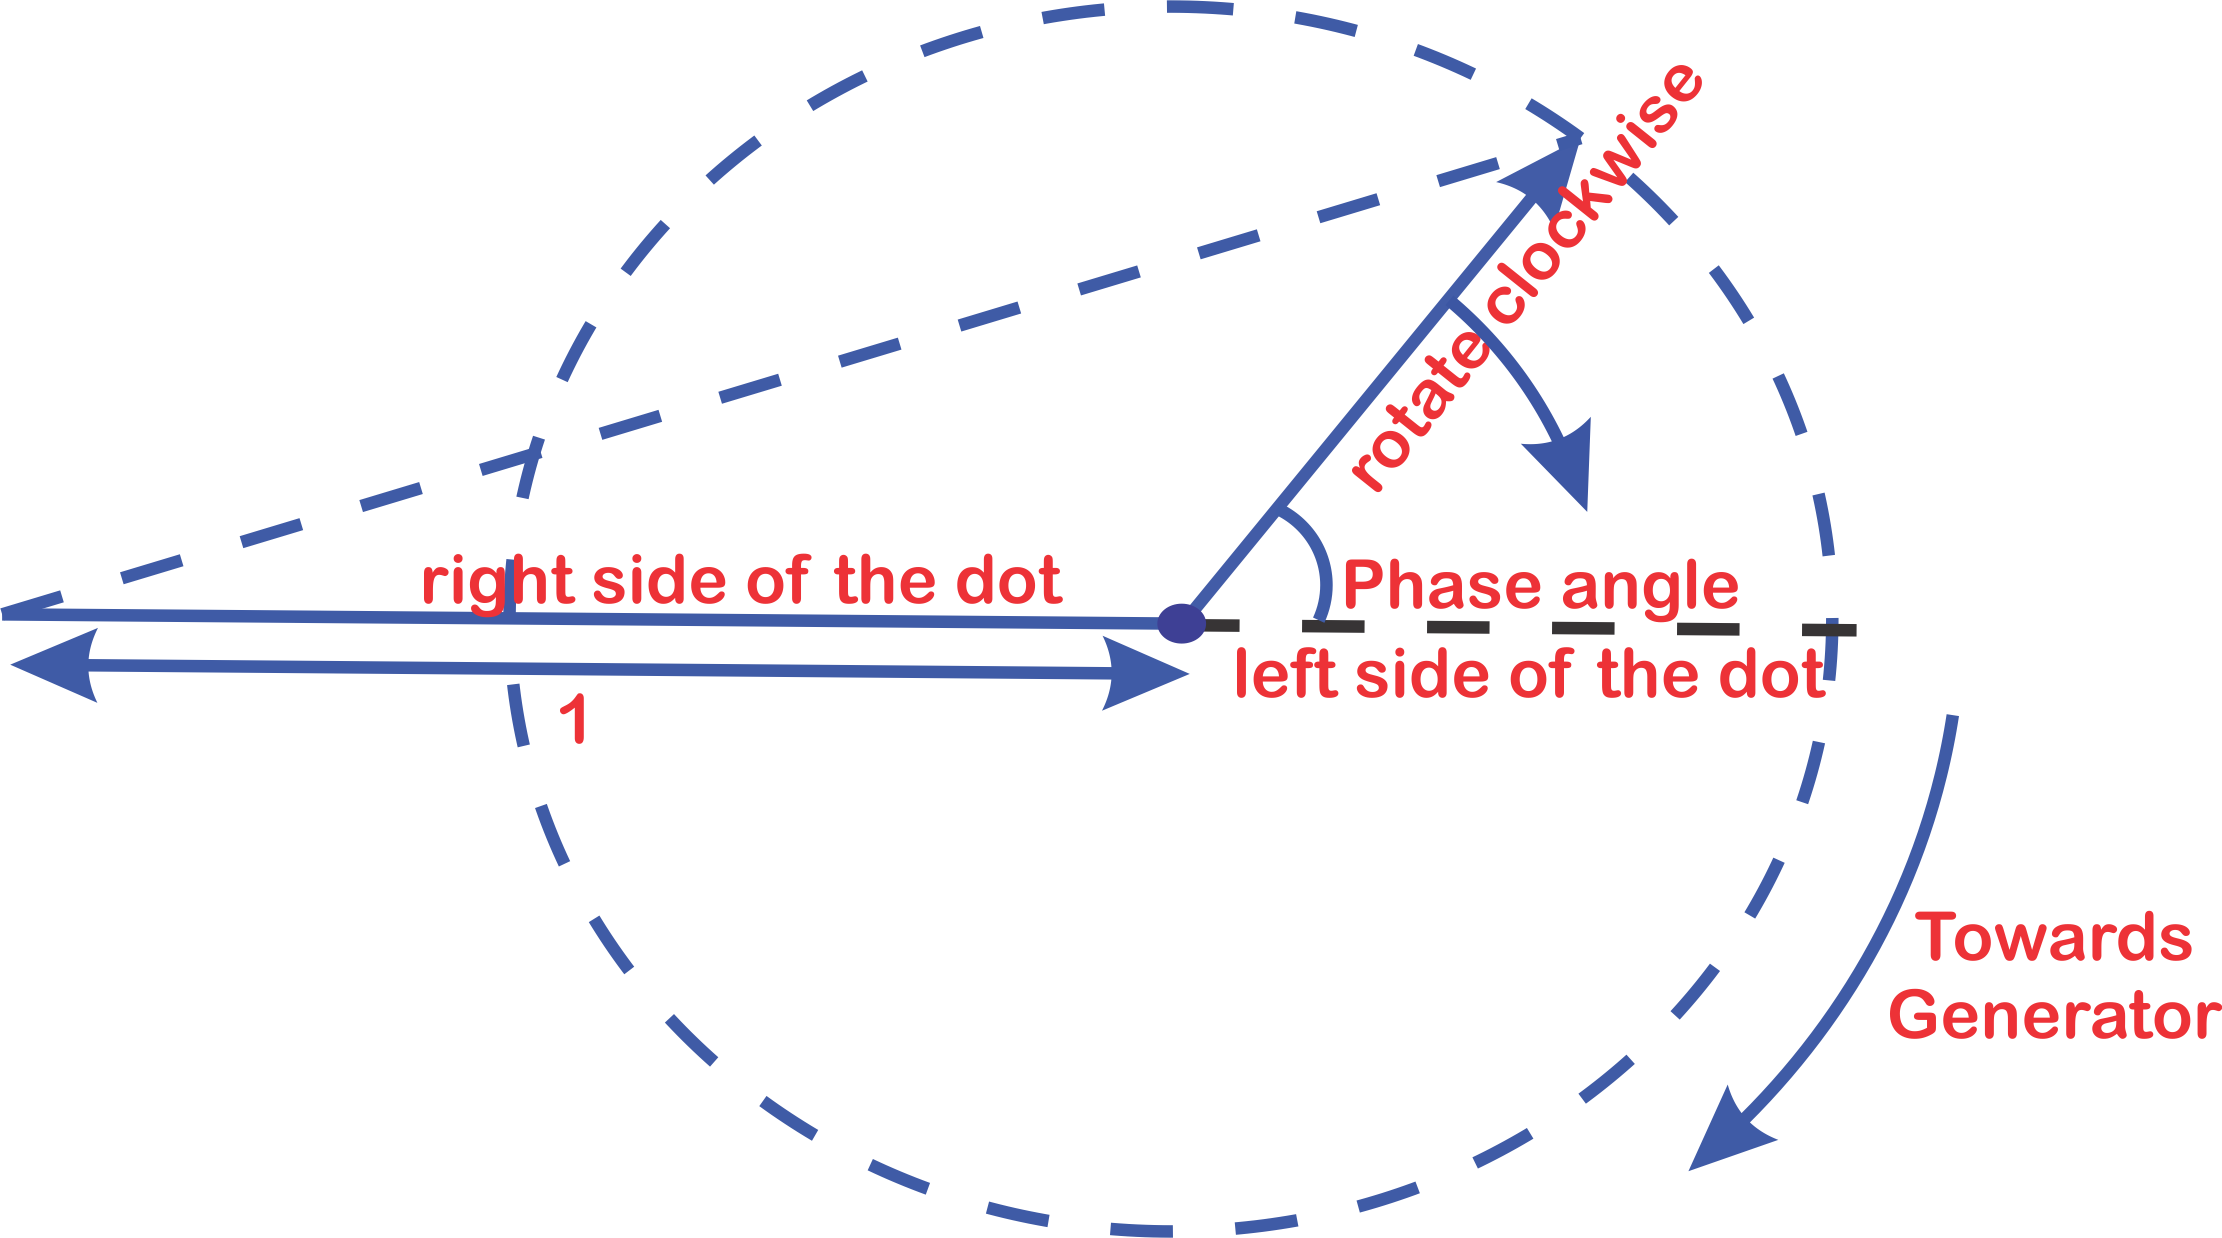 rotate clockwise
right side of the dot
Phase angle
left side of the dot
1
Towards
Generator